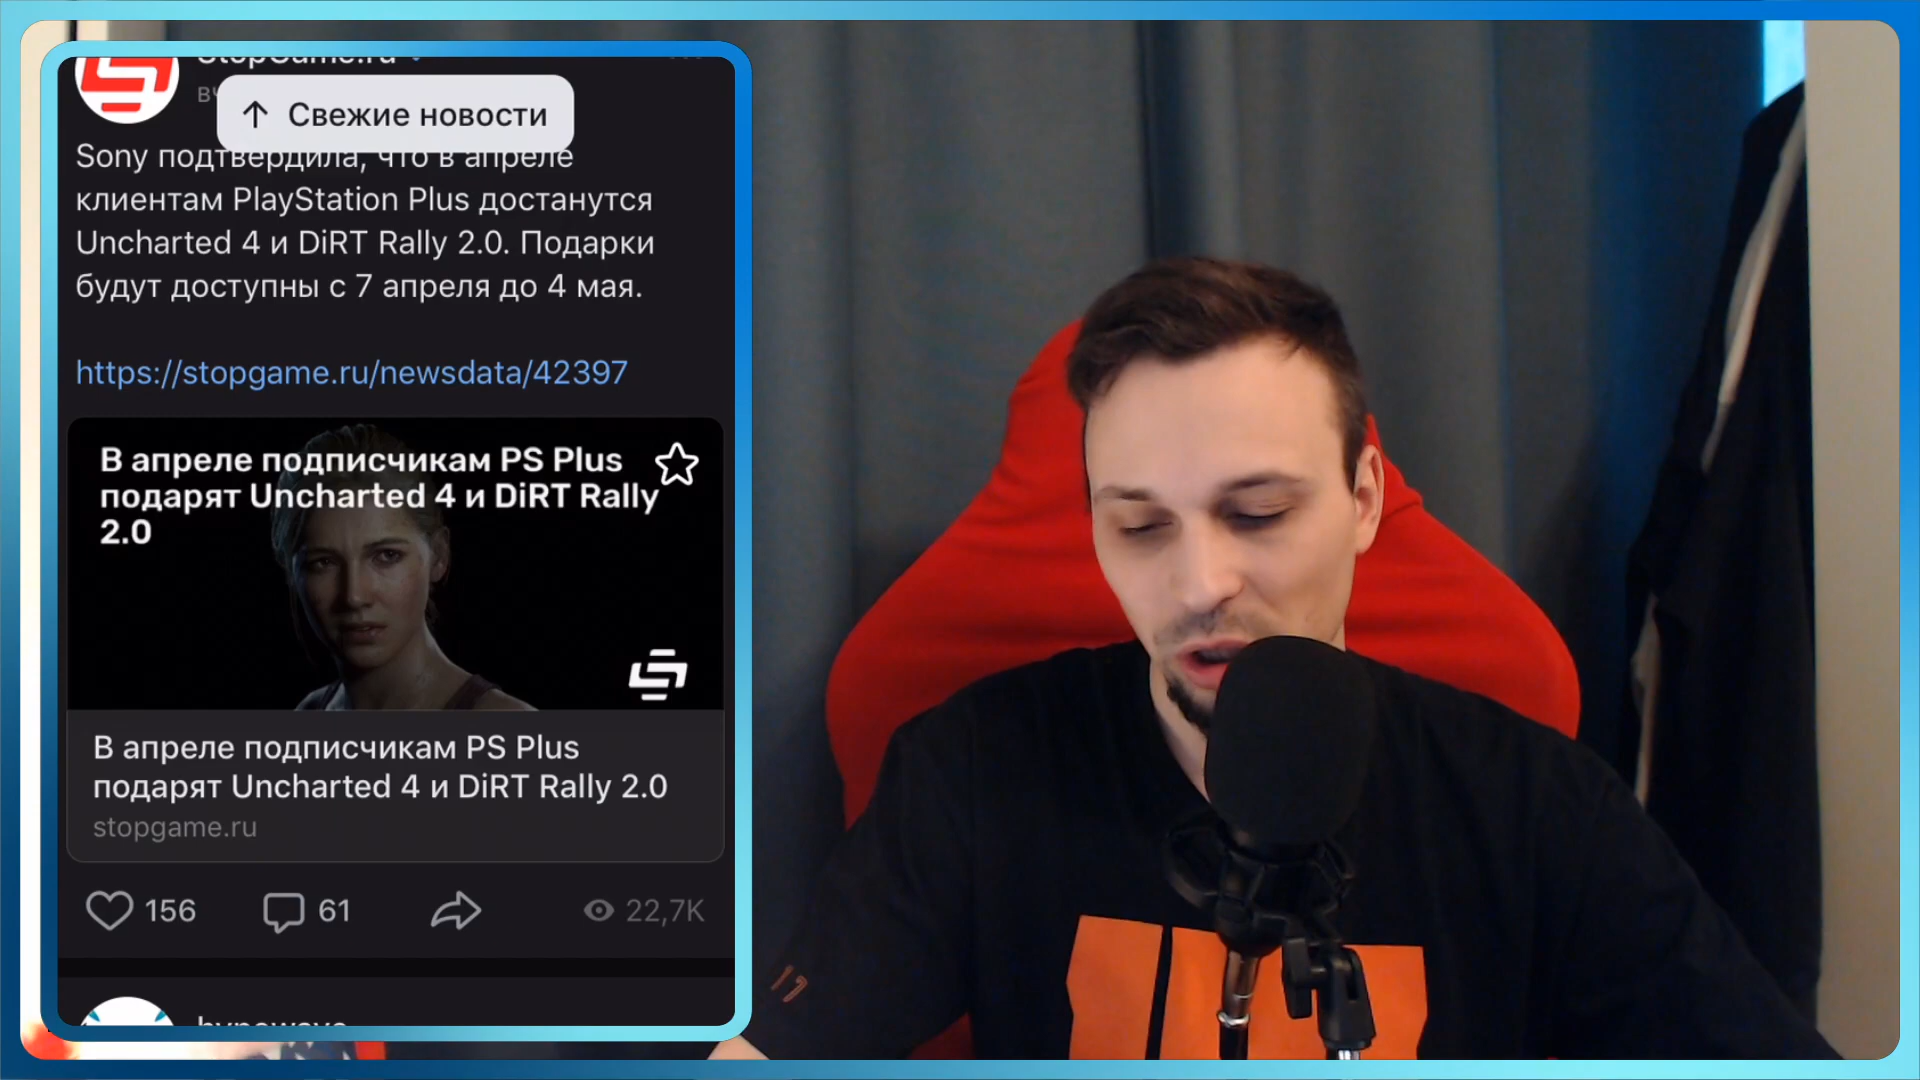 StopGame.ru
Свежие новости
Sony подтвердила, что в апреле
клиентам PlayStation Plus достанутся
Uncharted 4 и DiRT Rally 2.0. Подарки
будут доступны с 7 апреля до 4 мая.
https://stopgame.ru/newsdata/42397
В апреле подписчикам PS Plus
подарят Uncharted 4 и DiRT Rally
2.0
В апреле подписчикам PS Plus
подарят Uncharted 4 и DiRT Rally 2.0
stopgame.ru
156
61
22,7K